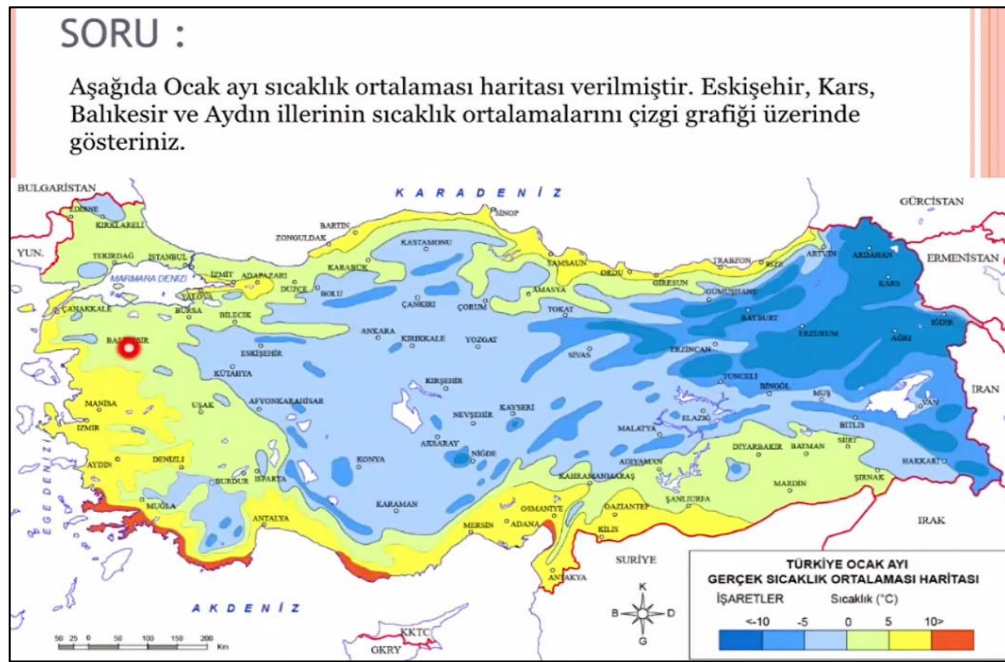 SORU :
Aşağıda Ocak ayı sıcaklık ortalaması haritası verilmiştir. Eskişehir, Kars,
Balıkesir ve Aydın illerinin sıcaklık ortalamalarını çizgi grafiği üzerinde
gösteriniz.
BULGARİSTAN
KARADENİZ
GÜRCİSTAN
EDİRNE
KIRKLARELİ
SİNOP
BARTIN
ZONGULDAK
KASTAMONU
YUN.
TEKİRDAĞ
İSTANBUL
KARABÜK
SAMSUN
ARTVİN
ARDAHAN
ERMENİSTAN
MARMARA DENİZİ
İZMİT
ADAPAZARI
DÜZCE
BOLU
ORDU
GİRESUN
TRABZON
RİZE
KARS
YALOVA
ÇANKIRI
ÇORUM
AMASYA
GÜMÜŞHANE
ÇANAKKALE
BURSA
BİLECİK
TOKAT
BAYBURT
IĞDIR
ESKİŞEHİR
ANKARA
KIRIKKALE
YOZGAT
SİVAS
ERZİNCAN
ERZURUM
AĞRI
KÜTAHYA
KIRŞEHİR
TUNCELİ
BİNGÖL
MUŞ
VAN
İRAN
MANİSA
UŞAK
AFYONKARAHİSAR
NEVŞEHİR
KAYSERİ
ELAZIĞ
İZMİR
AKSARAY
MALATYA
BİTLİS
EGE DENİZİ
AYDIN
DENİZLİ
KONYA
NİĞDE
ADIYAMAN
DİYARBAKIR
BATMAN
SİİRT
HAKKARİ
BURDUR
ISPARTA
KAHRAMANMARAŞ
ŞIRNAK
MUĞLA
KARAMAN
OSMANİYE
GAZİANTEP
ŞANLIURFA
MARDİN
ANTALYA
MERSİN
ADANA
KİLİS
IRAK
SURİYE
ANTAKYA
AKDENİZ
K
B
D
G
KKTC
GKRY
50 25 0 50 100 150 200
Km
TÜRKİYE OCAK AYI
GERÇEK SICAKLIK ORTALAMASI HARİTASI
İŞARETLER Sıcaklık (°C)
<-10 -5 0 5 10>